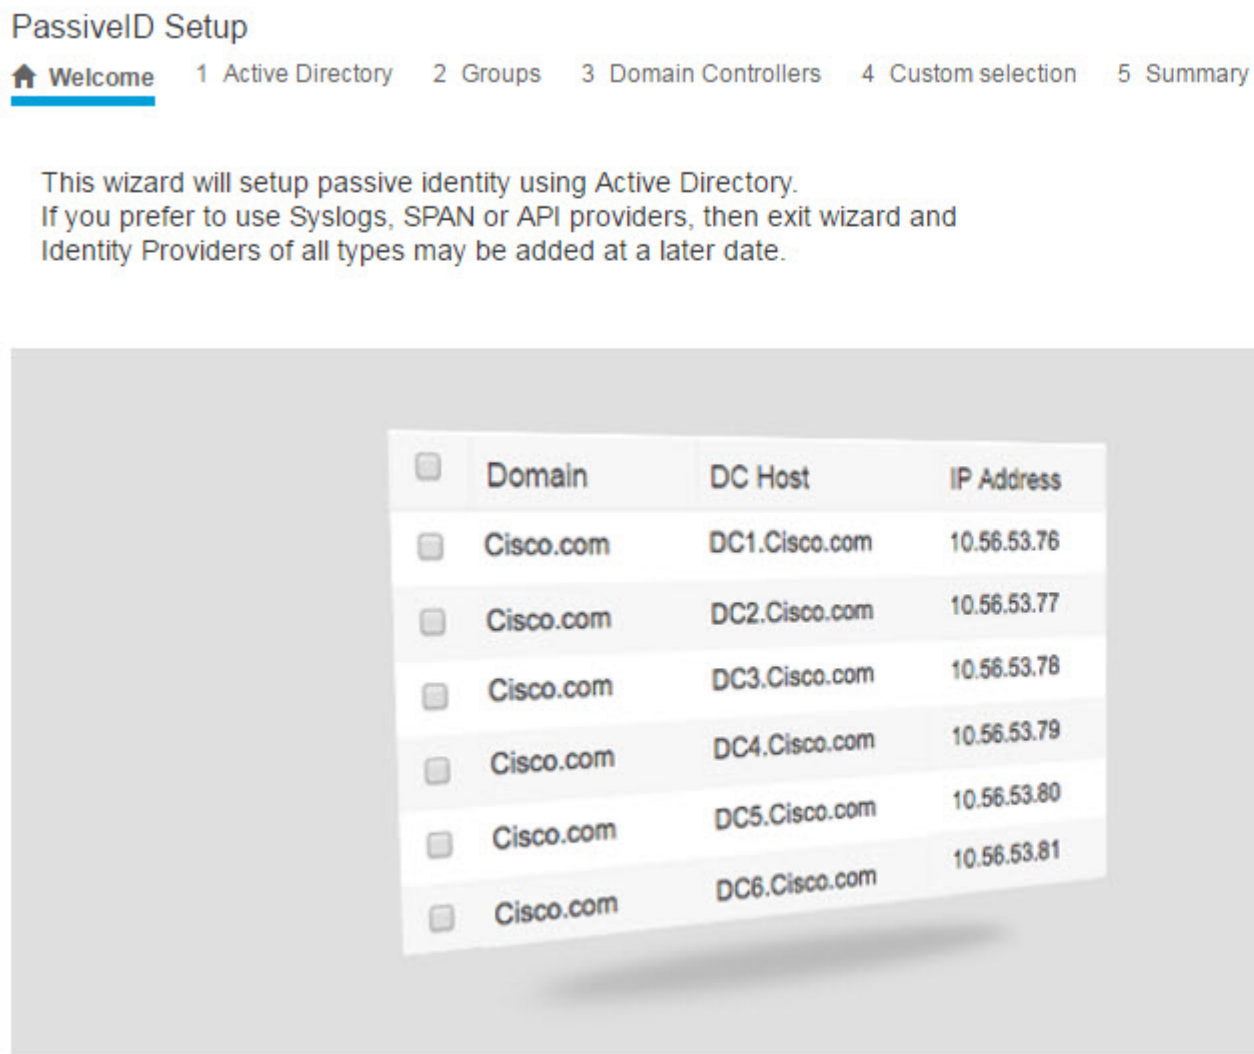 PassiveID Setup
Welcome 1 Active Directory 2 Groups 3 Domain Controllers 4 Custom selection 5 Summary
This wizard will setup passive identity using Active Directory.
If you prefer to use Syslogs, SPAN or API providers, then exit wizard and
Identity Providers of all types may be added at a later date.
Domain DC Host IP Address
Cisco.com DC1.Cisco.com 10.56.53.76
Cisco.com DC2.Cisco.com 10.56.53.77
Cisco.com DC3.Cisco.com 10.56.53.78
Cisco.com DC4.Cisco.com 10.56.53.79
Cisco.com DC5.Cisco.com 10.56.53.80
Cisco.com DC6.Cisco.com 10.56.53.81